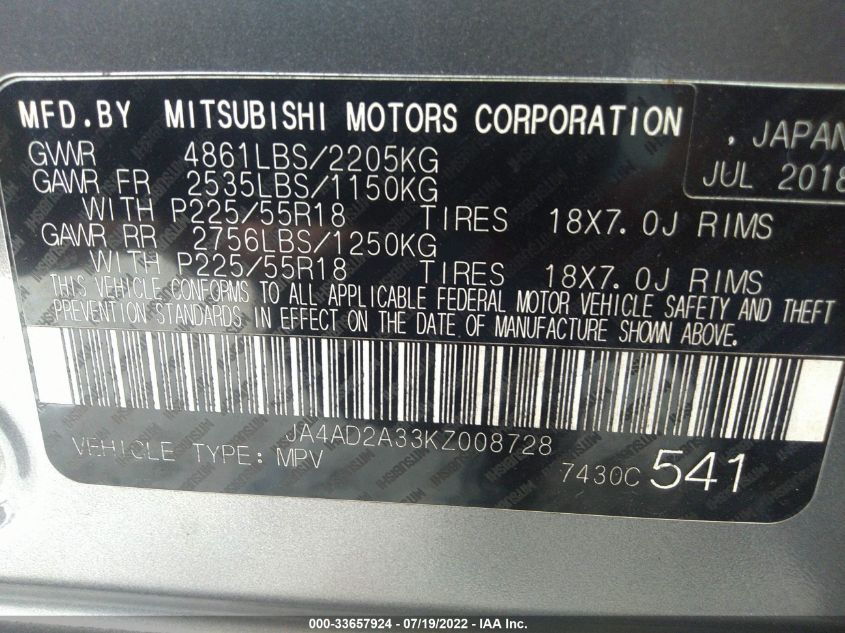 MFD.BY MITSUBISHI MOTORS CORPORATION
, JAPAN
GVWR 4861LBS/2205KG
JUL 2018
GAWR FR 2535LBS/1150KG
WITH P225/55R18 TIRES 18X7.0J RIMS
GAWR RR 2756LBS/1250KG
WITH P225/55R18 TIRES 18X7.0J RIMS
THIS VEHICLE CONFORMS TO ALL APPLICABLE FEDERAL MOTOR VEHICLE SAFETY AND THEFT
PREVENTION STANDARDS IN EFFECT ON THE DATE OF MANUFACTURE SHOWN ABOVE.
JA4AD2A33KZ008728
VEHICLE TYPE: MPV
7430C 541
000-33657924 - 07/19/2022 - IAA Inc.